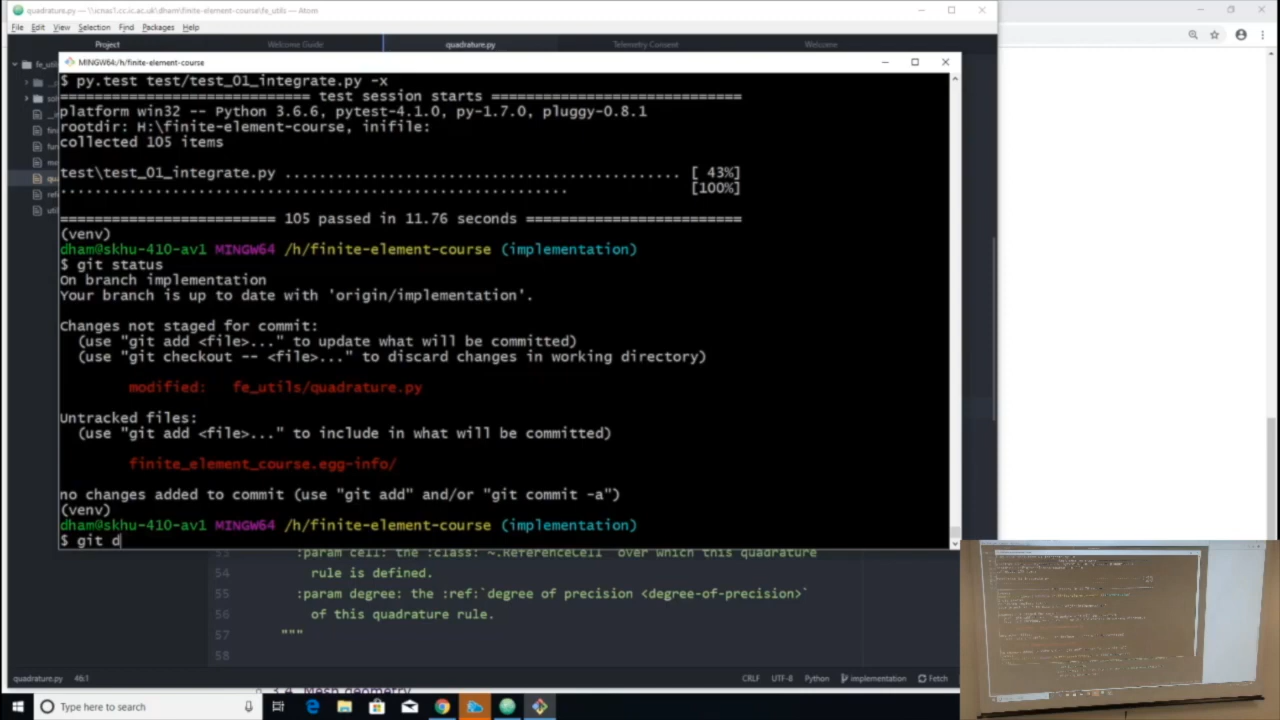 quadrature.py — \\icnas1.cc.ic.ac.uk\dham\finite-element-course\fe_utils — Atom
File Edit View Selection Find Packages Help
Project Welcome Guide quadrature.py Telemetry Consent Welcome
MINGW64:/h/finite-element-course
$ py.test test/test_01_integrate.py -x
============================= test session starts =============================
platform win32 -- Python 3.6.6, pytest-4.1.0, py-1.7.0, pluggy-0.8.1
rootdir: H:\finite-element-course, inifile:
collected 105 items
test\test_01_integrate.py .............................................. [ 43%]
........................................................... [100%]
========================= 105 passed in 11.76 seconds =========================
(venv)
dham@skhu-410-av1 MINGW64 /h/finite-element-course (implementation)
$ git status
On branch implementation
Your branch is up to date with 'origin/implementation'.
Changes not staged for commit:
(use "git add <file>..." to update what will be committed)
(use "git checkout -- <file>..." to discard changes in working directory)
modified: fe_utils/quadrature.py
Untracked files:
(use "git add <file>..." to include in what will be committed)
finite_element_course.egg-info/
no changes added to commit (use "git add" and/or "git commit -a")
(venv)
dham@skhu-410-av1 MINGW64 /h/finite-element-course (implementation)
$ git d
53 :param cell: the :class:`~.ReferenceCell` over which this quadrature
54 rule is defined.
55 :param degree: the :ref:`degree of precision <degree-of-precision>`
56 of this quadrature rule.
57 """
58
quadrature.py 46:1 CRLF UTF-8 Python implementation Fetch
3.4. Mesh geometry
Type here to search